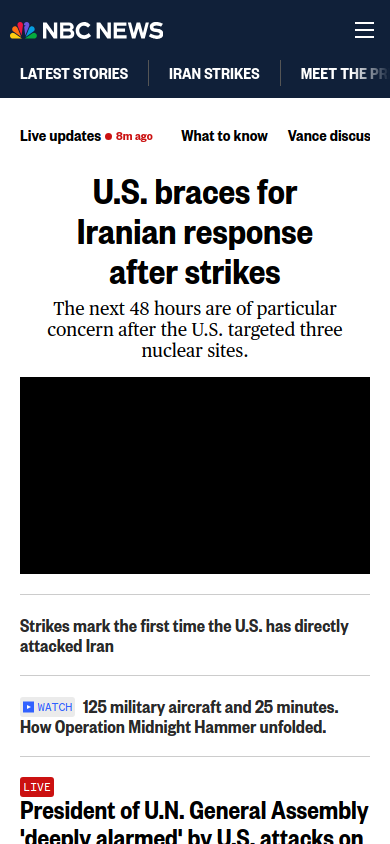 NBC NEWS
LATEST STORIES IRAN STRIKES MEET THE PR
Live updates 8m ago What to know Vance discus
U.S. braces for
Iranian response
after strikes
The next 48 hours are of particular
concern after the U.S. targeted three
nuclear sites.
Strikes mark the first time the U.S. has directly
attacked Iran
WATCH 125 military aircraft and 25 minutes.
How Operation Midnight Hammer unfolded.
LIVE
President of U.N. General Assembly
'deeply alarmed' by U.S. attacks on